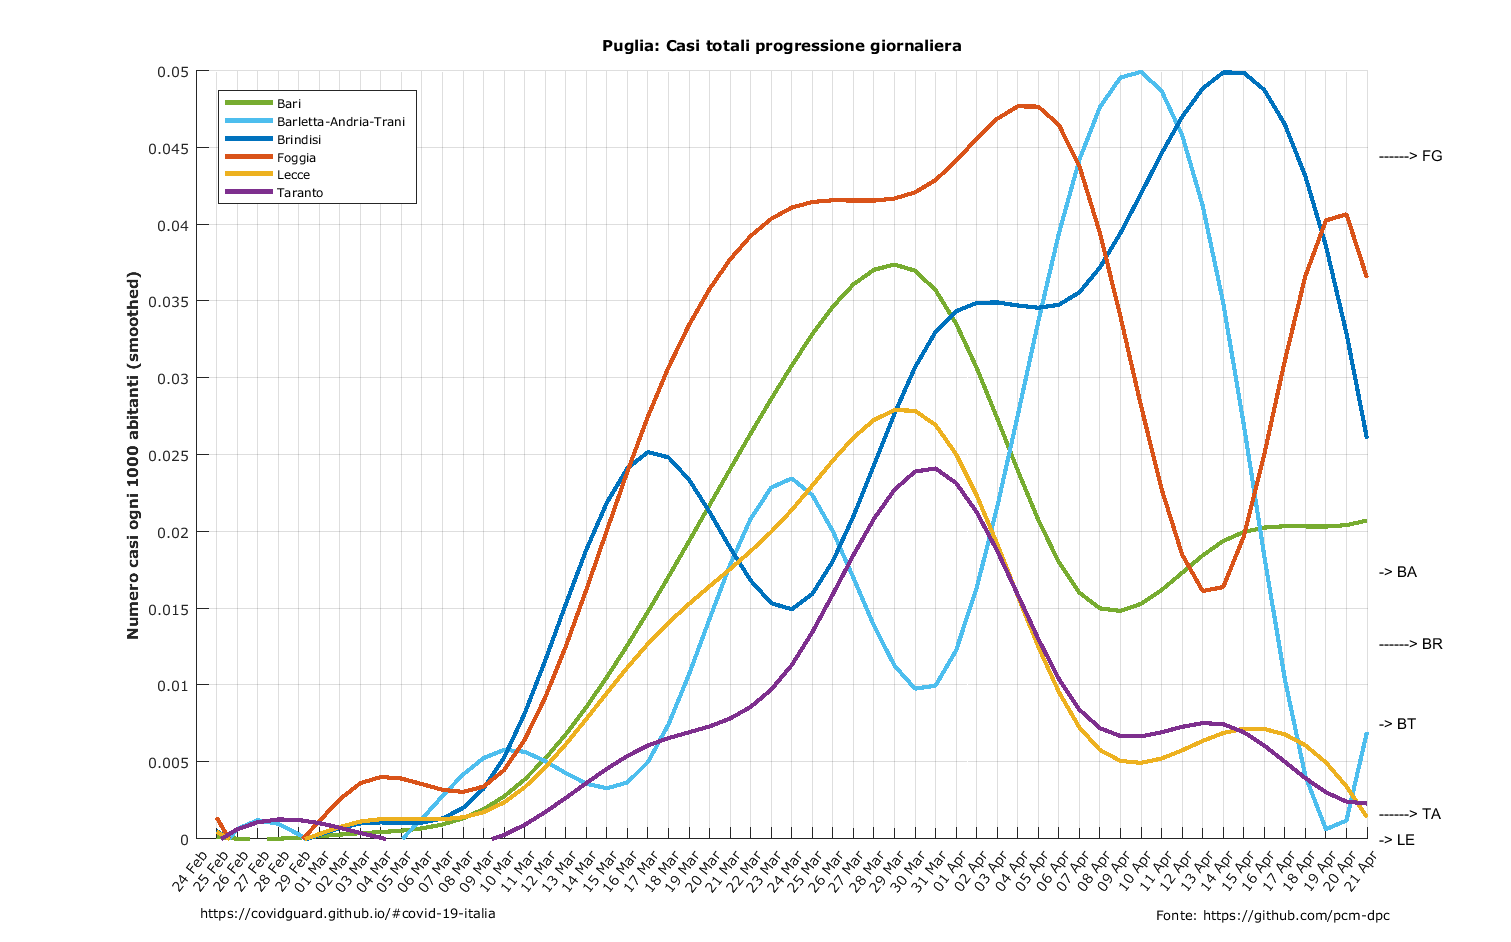 Puglia: Casi totali progressione giornaliera
Numero casi ogni 1000 abitanti (smoothed)
0.05
0.045
0.04
0.035
0.03
0.025
0.02
0.015
0.01
0.005
0
Bari
Barletta-Andria-Trani
Brindisi
Foggia
Lecce
Taranto
------> FG
-> BA
------> BR
-> BT
------> TA
-> LE
24 Feb
25 Feb
26 Feb
27 Feb
28 Feb
29 Feb
01 Mar
02 Mar
03 Mar
04 Mar
05 Mar
06 Mar
07 Mar
08 Mar
09 Mar
10 Mar
11 Mar
12 Mar
13 Mar
14 Mar
15 Mar
16 Mar
17 Mar
18 Mar
19 Mar
20 Mar
21 Mar
22 Mar
23 Mar
24 Mar
25 Mar
26 Mar
27 Mar
28 Mar
29 Mar
30 Mar
31 Mar
01 Apr
02 Apr
03 Apr
04 Apr
05 Apr
06 Apr
07 Apr
08 Apr
09 Apr
10 Apr
11 Apr
12 Apr
13 Apr
14 Apr
15 Apr
16 Apr
17 Apr
18 Apr
19 Apr
20 Apr
21 Apr
https://covidguard.github.io/#covid-19-italia
Fonte: https://github.com/pcm-dpc